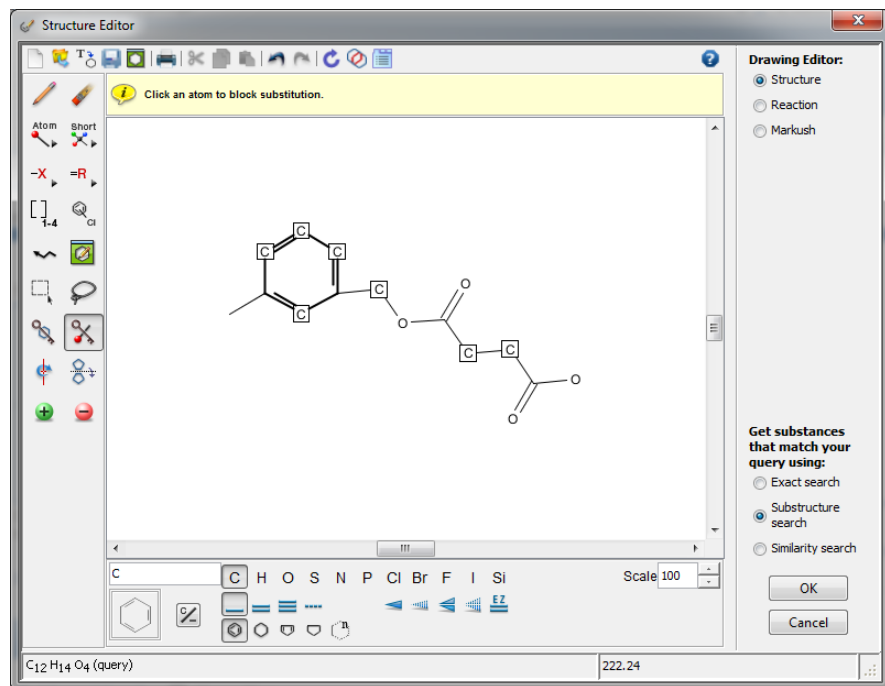 Structure Editor
x
T
?
Drawing Editor:
Structure
Reaction
Markush
i
Click an atom to block substitution.
Atom
Short
-X
=R
[ ] 1-4
Cl
C
C
C
C
C
O
O
C
C
O
O
Get substances
that match your
query using:
Exact search
Substructure
search
Similarity search
C
C H O S N P Cl Br F I Si
Scale 100
EZ
n
OK
Cancel
C12 H14 O4 (query)
222.24